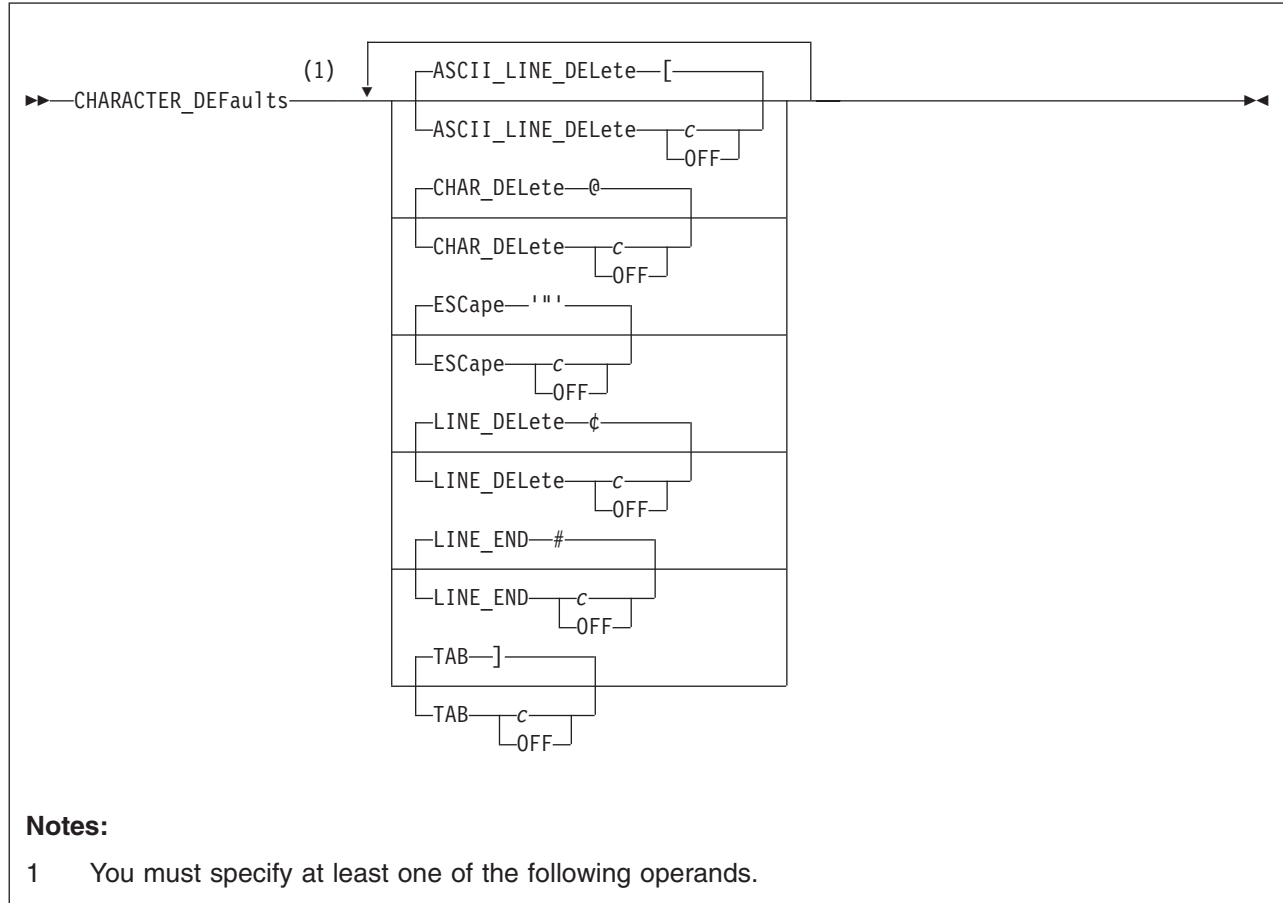 (1)
ASCII_LINE_DELete [
CHARACTER_DEFaults
ASCII_LINE_DELete c
OFF
CHAR_DELete @
CHAR_DELete c
OFF
ESCape '"'
ESCape c
OFF
LINE_DELete ¢
LINE_DELete c
OFF
LINE_END #
LINE_END c
OFF
TAB ]
TAB c
OFF
Notes:
1 You must specify at least one of the following operands.